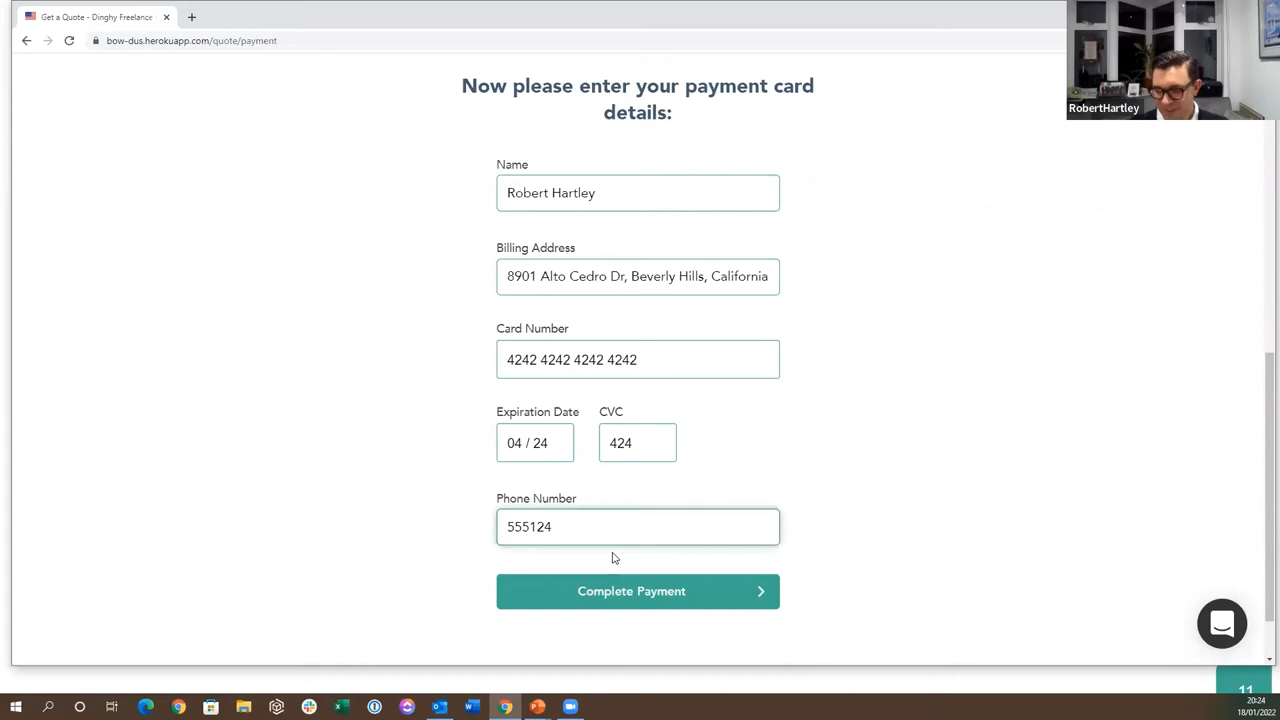 Get a Quote - Dinghy Freelance
bow-dus.herokuapp.com/quote/payment
RobertHartley
Now please enter your payment card
details:
Name
Robert Hartley
Billing Address
8901 Alto Cedro Dr, Beverly Hills, California
Card Number
4242 4242 4242 4242
Expiration Date CVC
04 / 24 424
Phone Number
555124
Complete Payment
11
20:24
18/01/2022